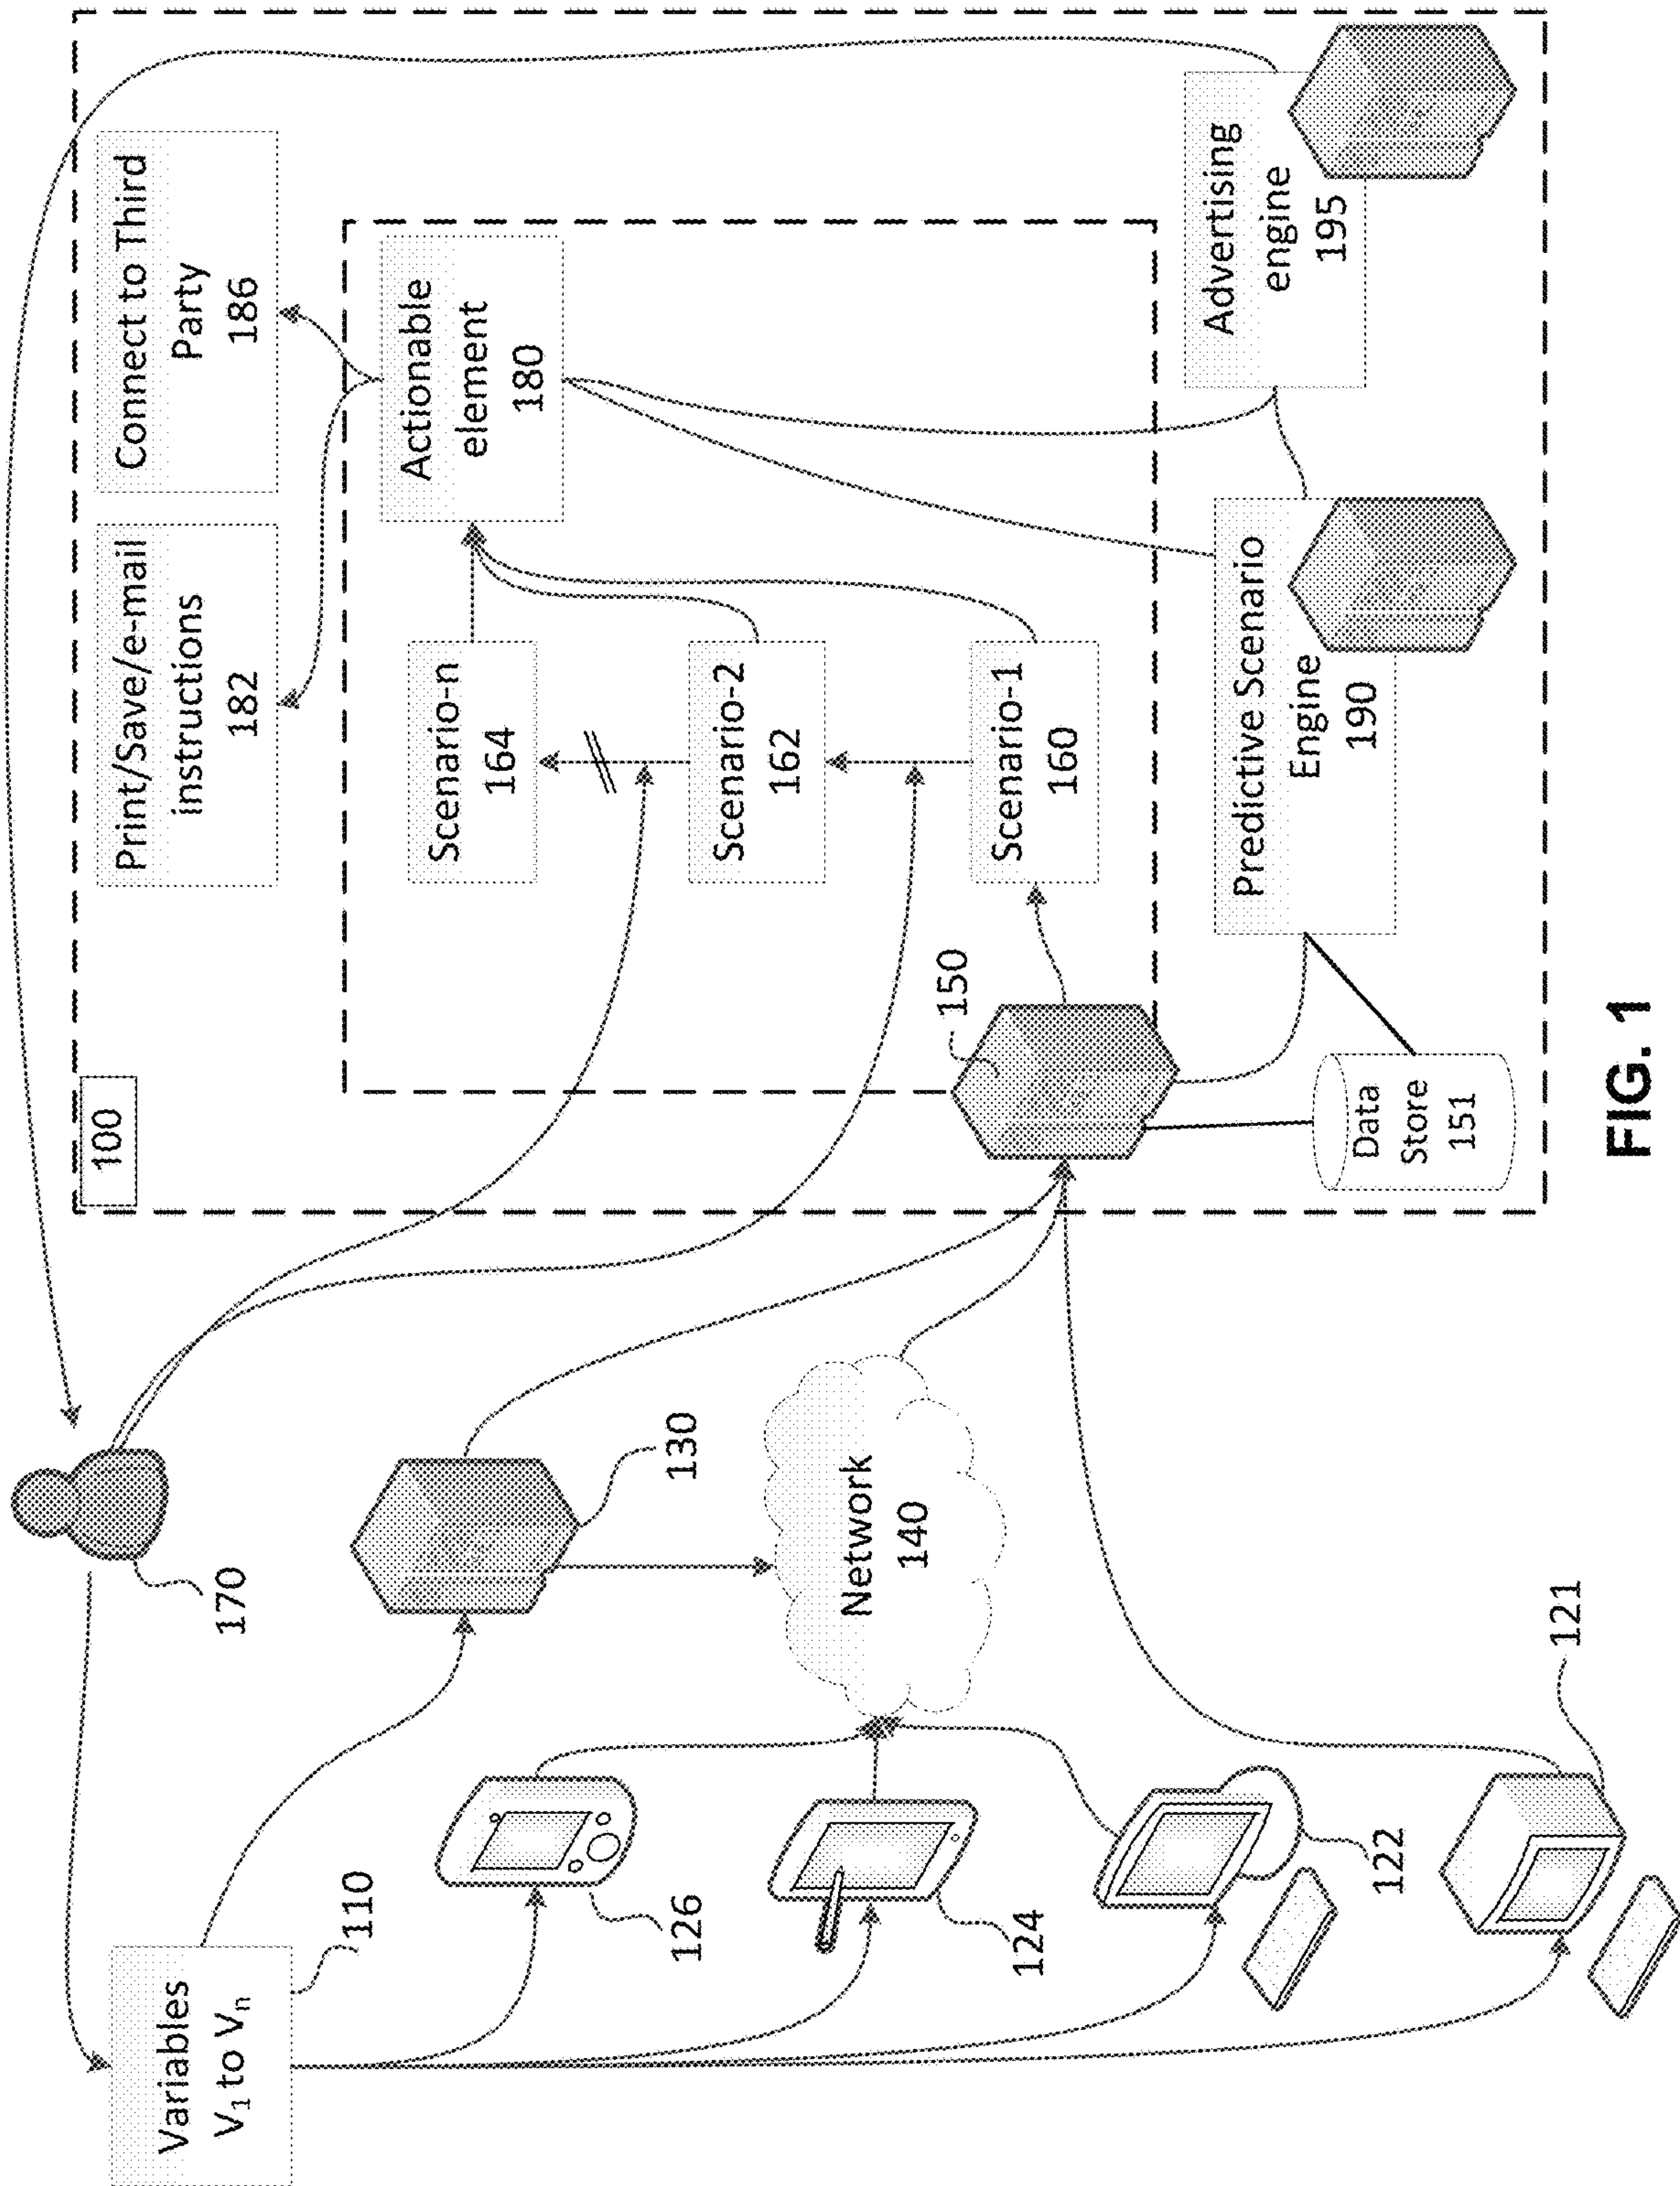 100
Print/Save/e-mail
instructions
182
Connect to Third
Party
186
170
Variables
V₁ to Vₙ
110
130
126
Network
140
124
122
121
150
Scenario-n
164
Scenario-2
162
Scenario-1
160
Actionable
element
180
Data
Store
151
Predictive Scenario
Engine
190
Advertising
engine
195
FIG. 1